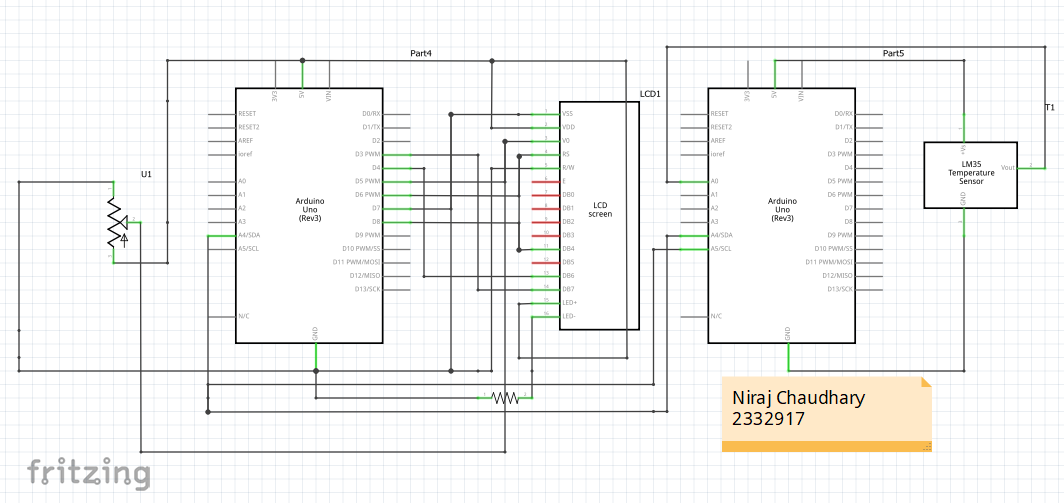 Part4
Part5
3V3
5V
VIN
3V3
5V
VIN
LCD1
T1
RESET
RESET2
AREF
ioref
A0
A1
A2
A3
A4/SDA
A5/SCL
N/C
Arduino
Uno
(Rev3)
D0/RX
D1/TX
D2
D3 PWM
D4
D5 PWM
D6 PWM
D7
D8
D9 PWM
D10 PWM/SS
D11 PWM/MOSI
D12/MISO
D13/SCK
GND
VSS
VDD
V0
RS
R/W
E
DB0
DB1
DB2
DB3
DB4
DB5
DB6
DB7
LED+
LED-
LCD
screen
RESET
RESET2
AREF
ioref
A0
A1
A2
A3
A4/SDA
A5/SCL
N/C
Arduino
Uno
(Rev3)
D0/RX
D1/TX
D2
D3 PWM
D4
D5 PWM
D6 PWM
D7
D8
D9 PWM
D10 PWM/SS
D11 PWM/MOSI
D12/MISO
D13/SCK
GND
+Vs
LM35
Temperature
Sensor
Vout
GND
U1
Niraj Chaudhary
2332917
fritzing